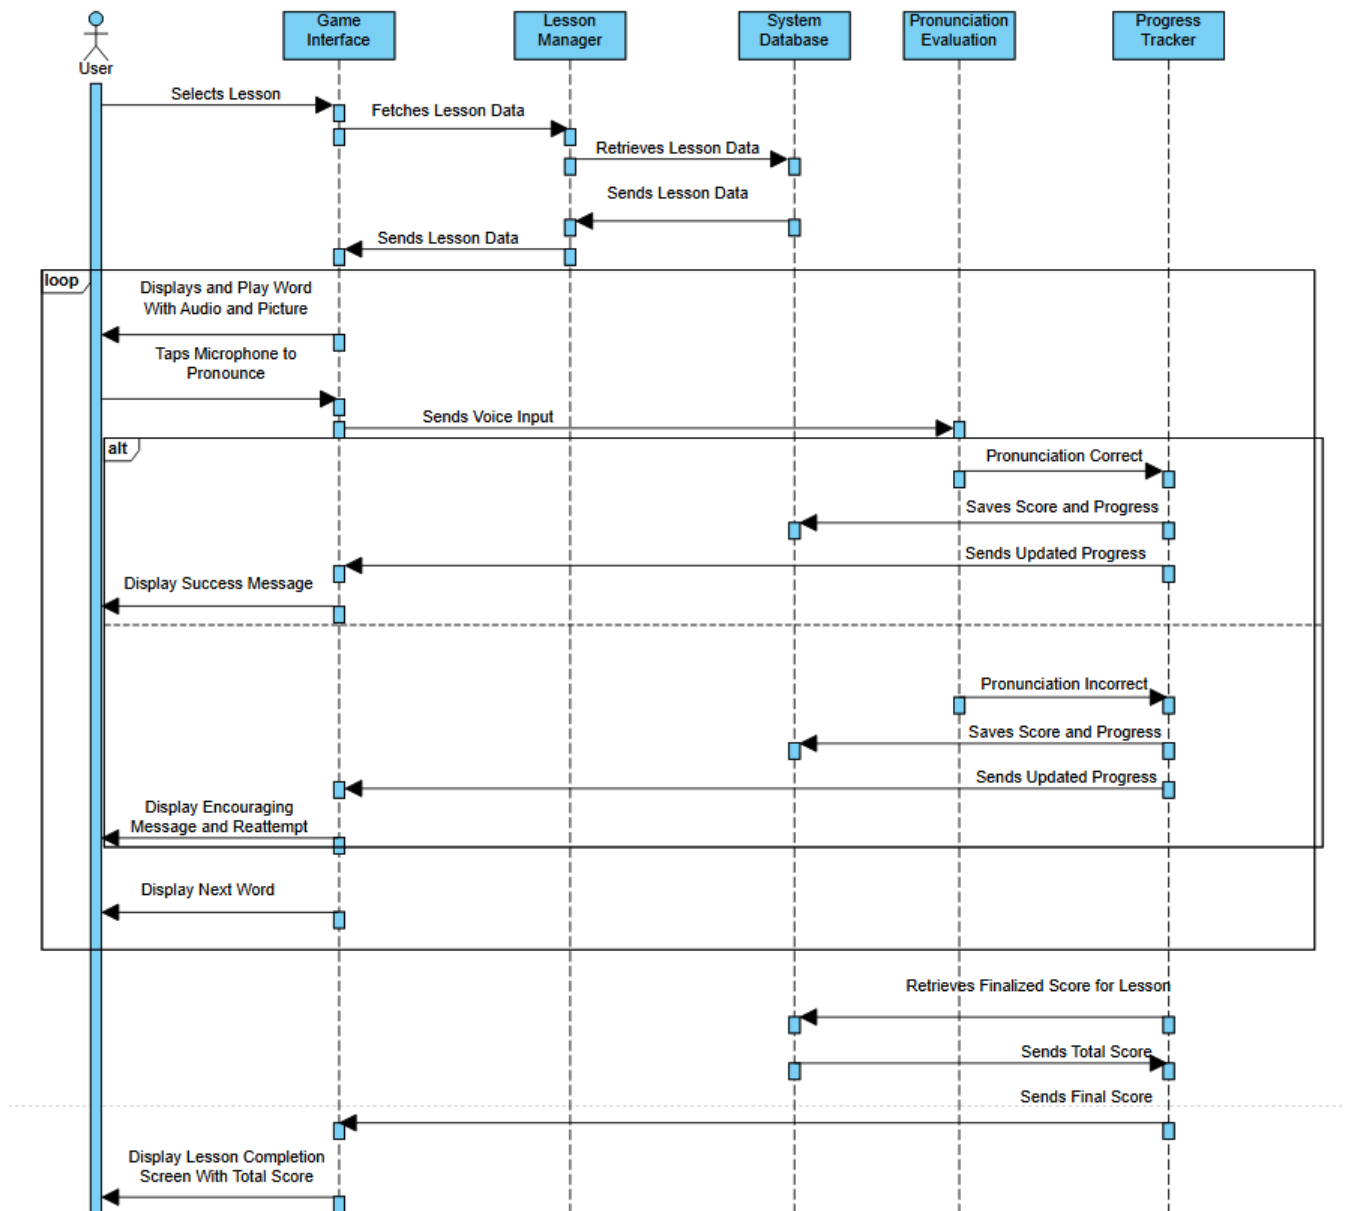 Game
Interface
Lesson
Manager
System
Database
Pronunciation
Evaluation
Progress
Tracker
User
Selects Lesson
Fetches Lesson Data
Retrieves Lesson Data
Sends Lesson Data
Sends Lesson Data
loop
Displays and Play Word
With Audio and Picture
Taps Microphone to
Pronounce
Sends Voice Input
alt
Pronunciation Correct
Saves Score and Progress
Sends Updated Progress
Display Success Message
Pronunciation Incorrect
Saves Score and Progress
Sends Updated Progress
Display Encouraging
Message and Reattempt
Display Next Word
Retrieves Finalized Score for Lesson
Sends Total Score
Sends Final Score
Display Lesson Completion
Screen With Total Score